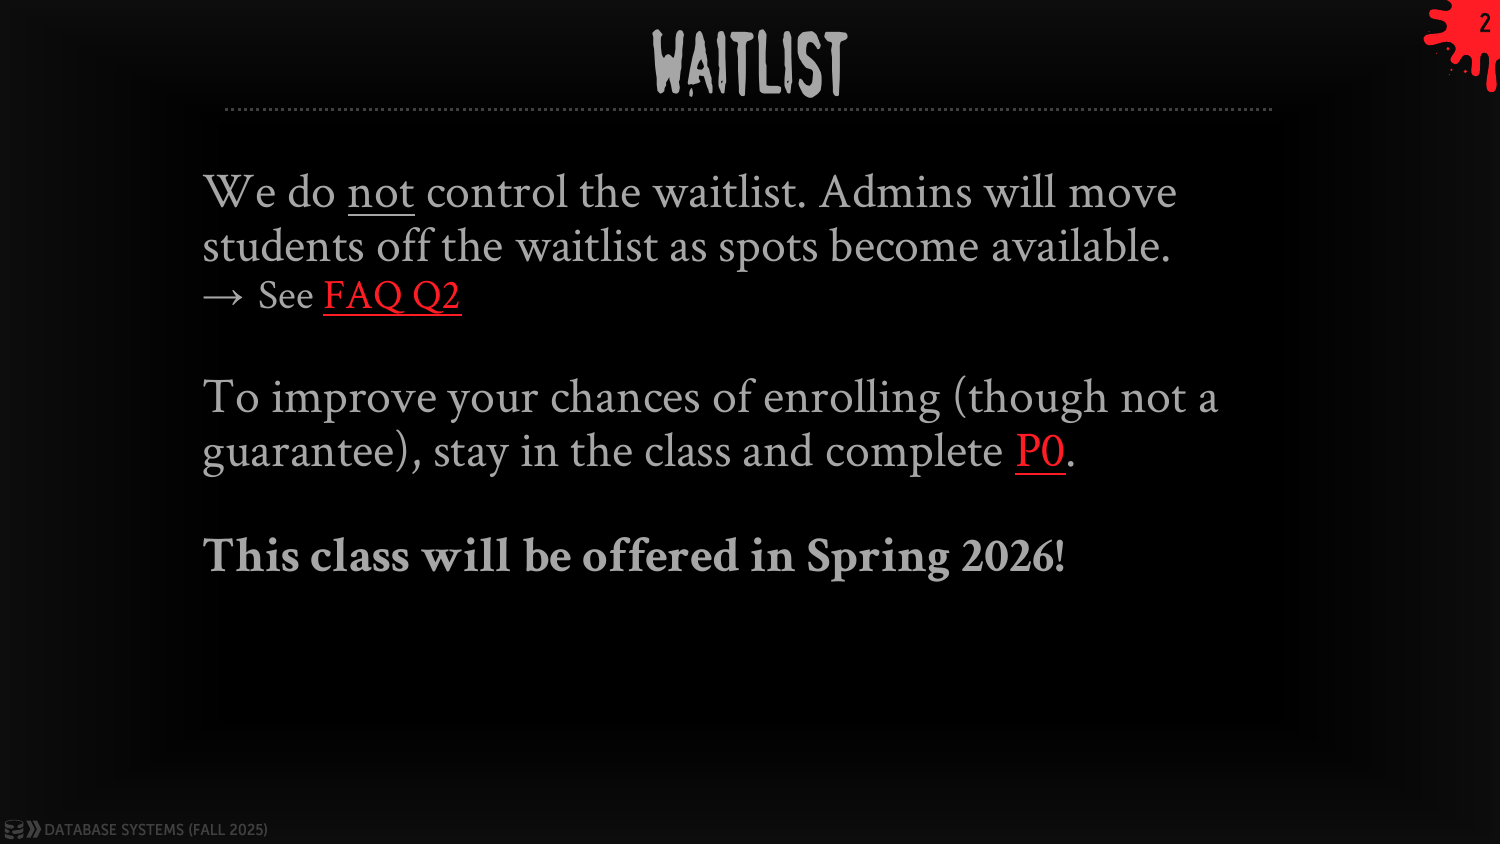 WAITLIST
2
We do not control the waitlist. Admins will move
students off the waitlist as spots become available.
→ See FAQ Q2
To improve your chances of enrolling (though not a
guarantee), stay in the class and complete P0.
This class will be offered in Spring 2026!
DATABASE SYSTEMS (FALL 2025)